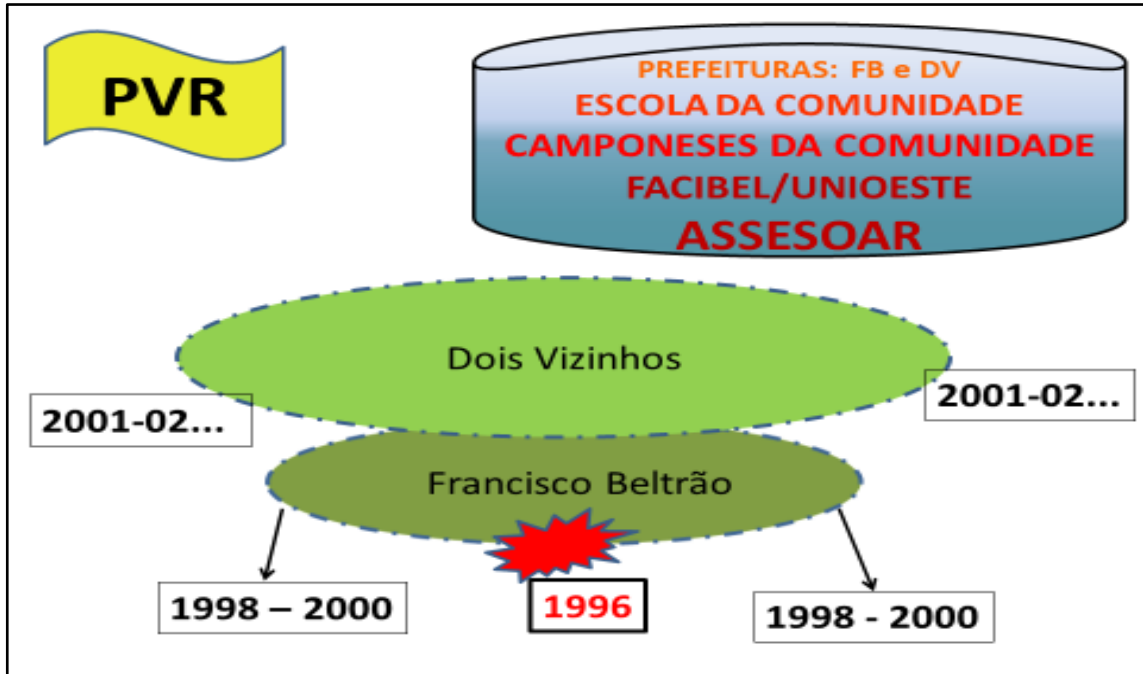 PVR
PREFEITURAS: FB e DV
ESCOLA DA COMUNIDADE
CAMPONESES DA COMUNIDADE
FACIBEL/UNIOESTE
ASSESOAR
Dois Vizinhos
2001-02...
2001-02...
Francisco Beltrão
1998 – 2000
1996
1998 - 2000